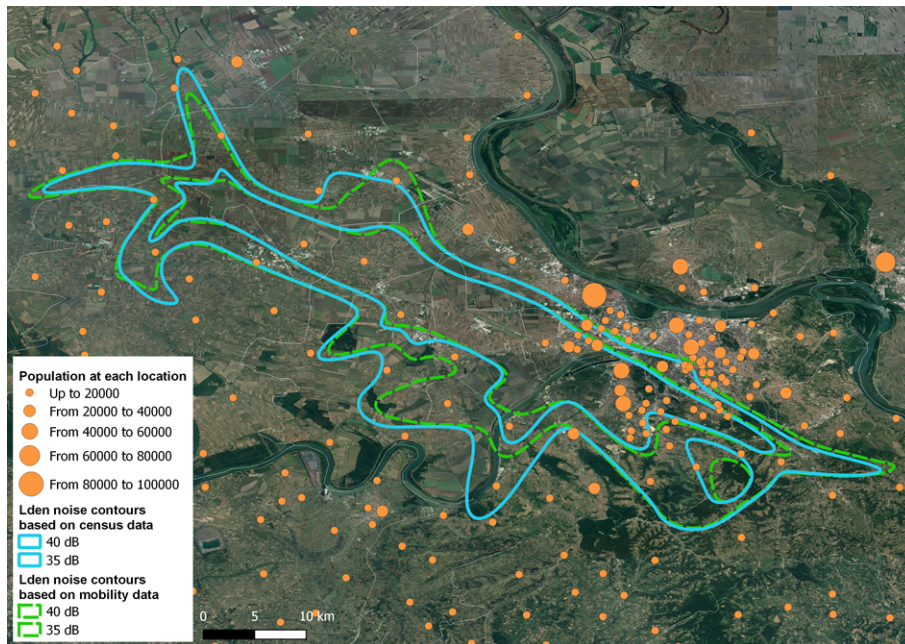 Population at each location
Up to 20000
From 20000 to 40000
From 40000 to 60000
From 60000 to 80000
From 80000 to 100000
Lden noise contours
based on census data
40 dB
35 dB
Lden noise contours
based on mobility data
40 dB
35 dB
0 5 10 km